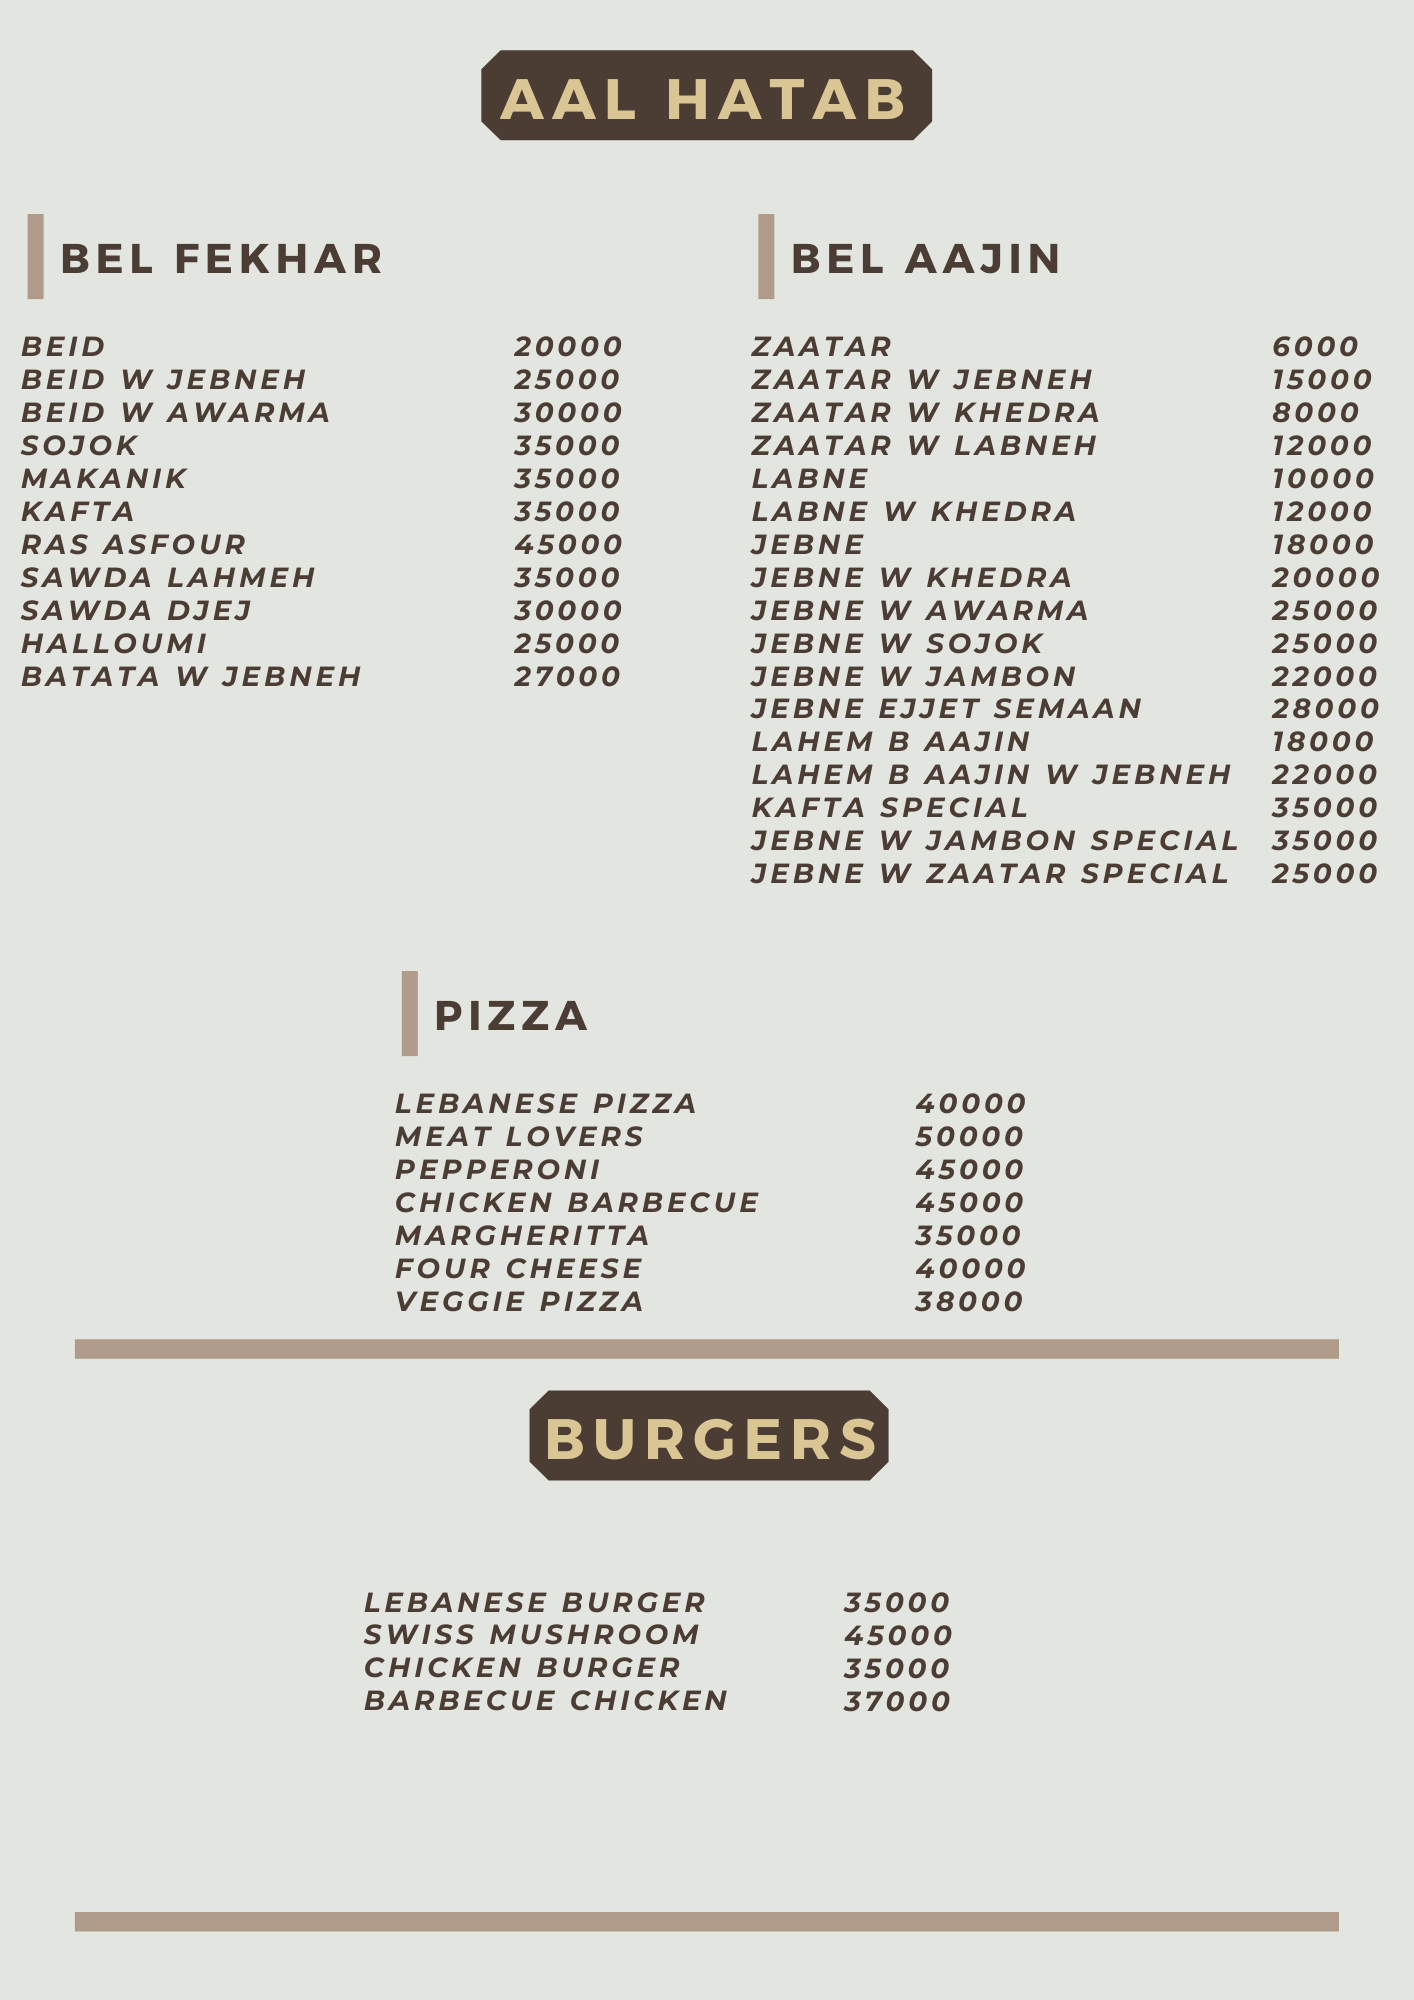 AAL HATAB
BEL FEKHAR
BEID 20000
BEID W JEBNEH 25000
BEID W AWARMA 30000
SOJOK 35000
MAKANIK 35000
KAFTA 35000
RAS ASFOUR 45000
SAWDA LAHMEH 35000
SAWDA DJEJ 30000
HALLOUMI 25000
BATATA W JEBNEH 27000
BEL AAJIN
ZAATAR 6000
ZAATAR W JEBNEH 15000
ZAATAR W KHEDRA 8000
ZAATAR W LABNEH 12000
LABNE 10000
LABNE W KHEDRA 12000
JEBNE 18000
JEBNE W KHEDRA 20000
JEBNE W AWARMA 25000
JEBNE W SOJOK 25000
JEBNE W JAMBON 22000
JEBNE EJJET SEMAAN 28000
LAHEM B AAJIN 18000
LAHEM B AAJIN W JEBNEH 22000
KAFTA SPECIAL 35000
JEBNE W JAMBON SPECIAL 35000
JEBNE W ZAATAR SPECIAL 25000
PIZZA
LEBANESE PIZZA 40000
MEAT LOVERS 50000
PEPPERONI 45000
CHICKEN BARBECUE 45000
MARGHERITTA 35000
FOUR CHEESE 40000
VEGGIE PIZZA 38000
BURGERS
LEBANESE BURGER 35000
SWISS MUSHROOM 45000
CHICKEN BURGER 35000
BARBECUE CHICKEN 37000